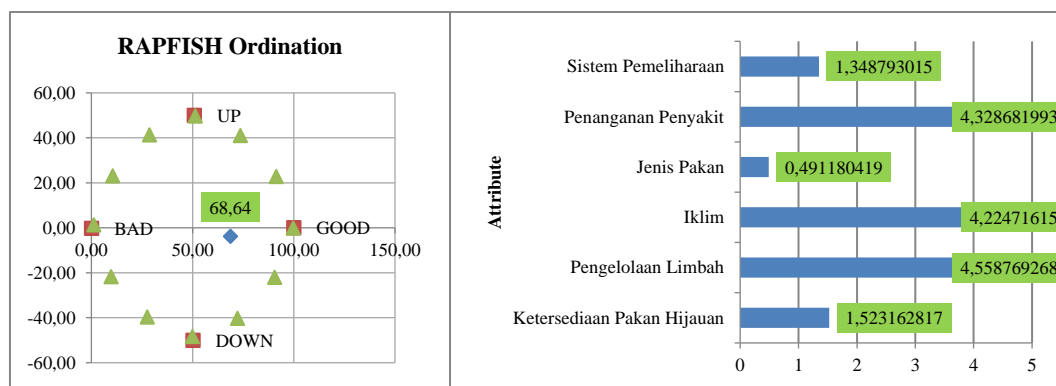 RAPFISH Ordination
60,00
40,00
20,00
0,00
-20,00
-40,00
-60,00
0,00
50,00
100,00
150,00
UP
68,64
BAD
GOOD
DOWN
Attribute
Sistem Pemeliharaan
1,348793015
Penanganan Penyakit
4,328681993
Jenis Pakan
0,491180419
Iklim
4,22471615
Pengelolaan Limbah
4,558769268
Ketersediaan Pakan Hijauan
1,523162817
0 1 2 3 4 5